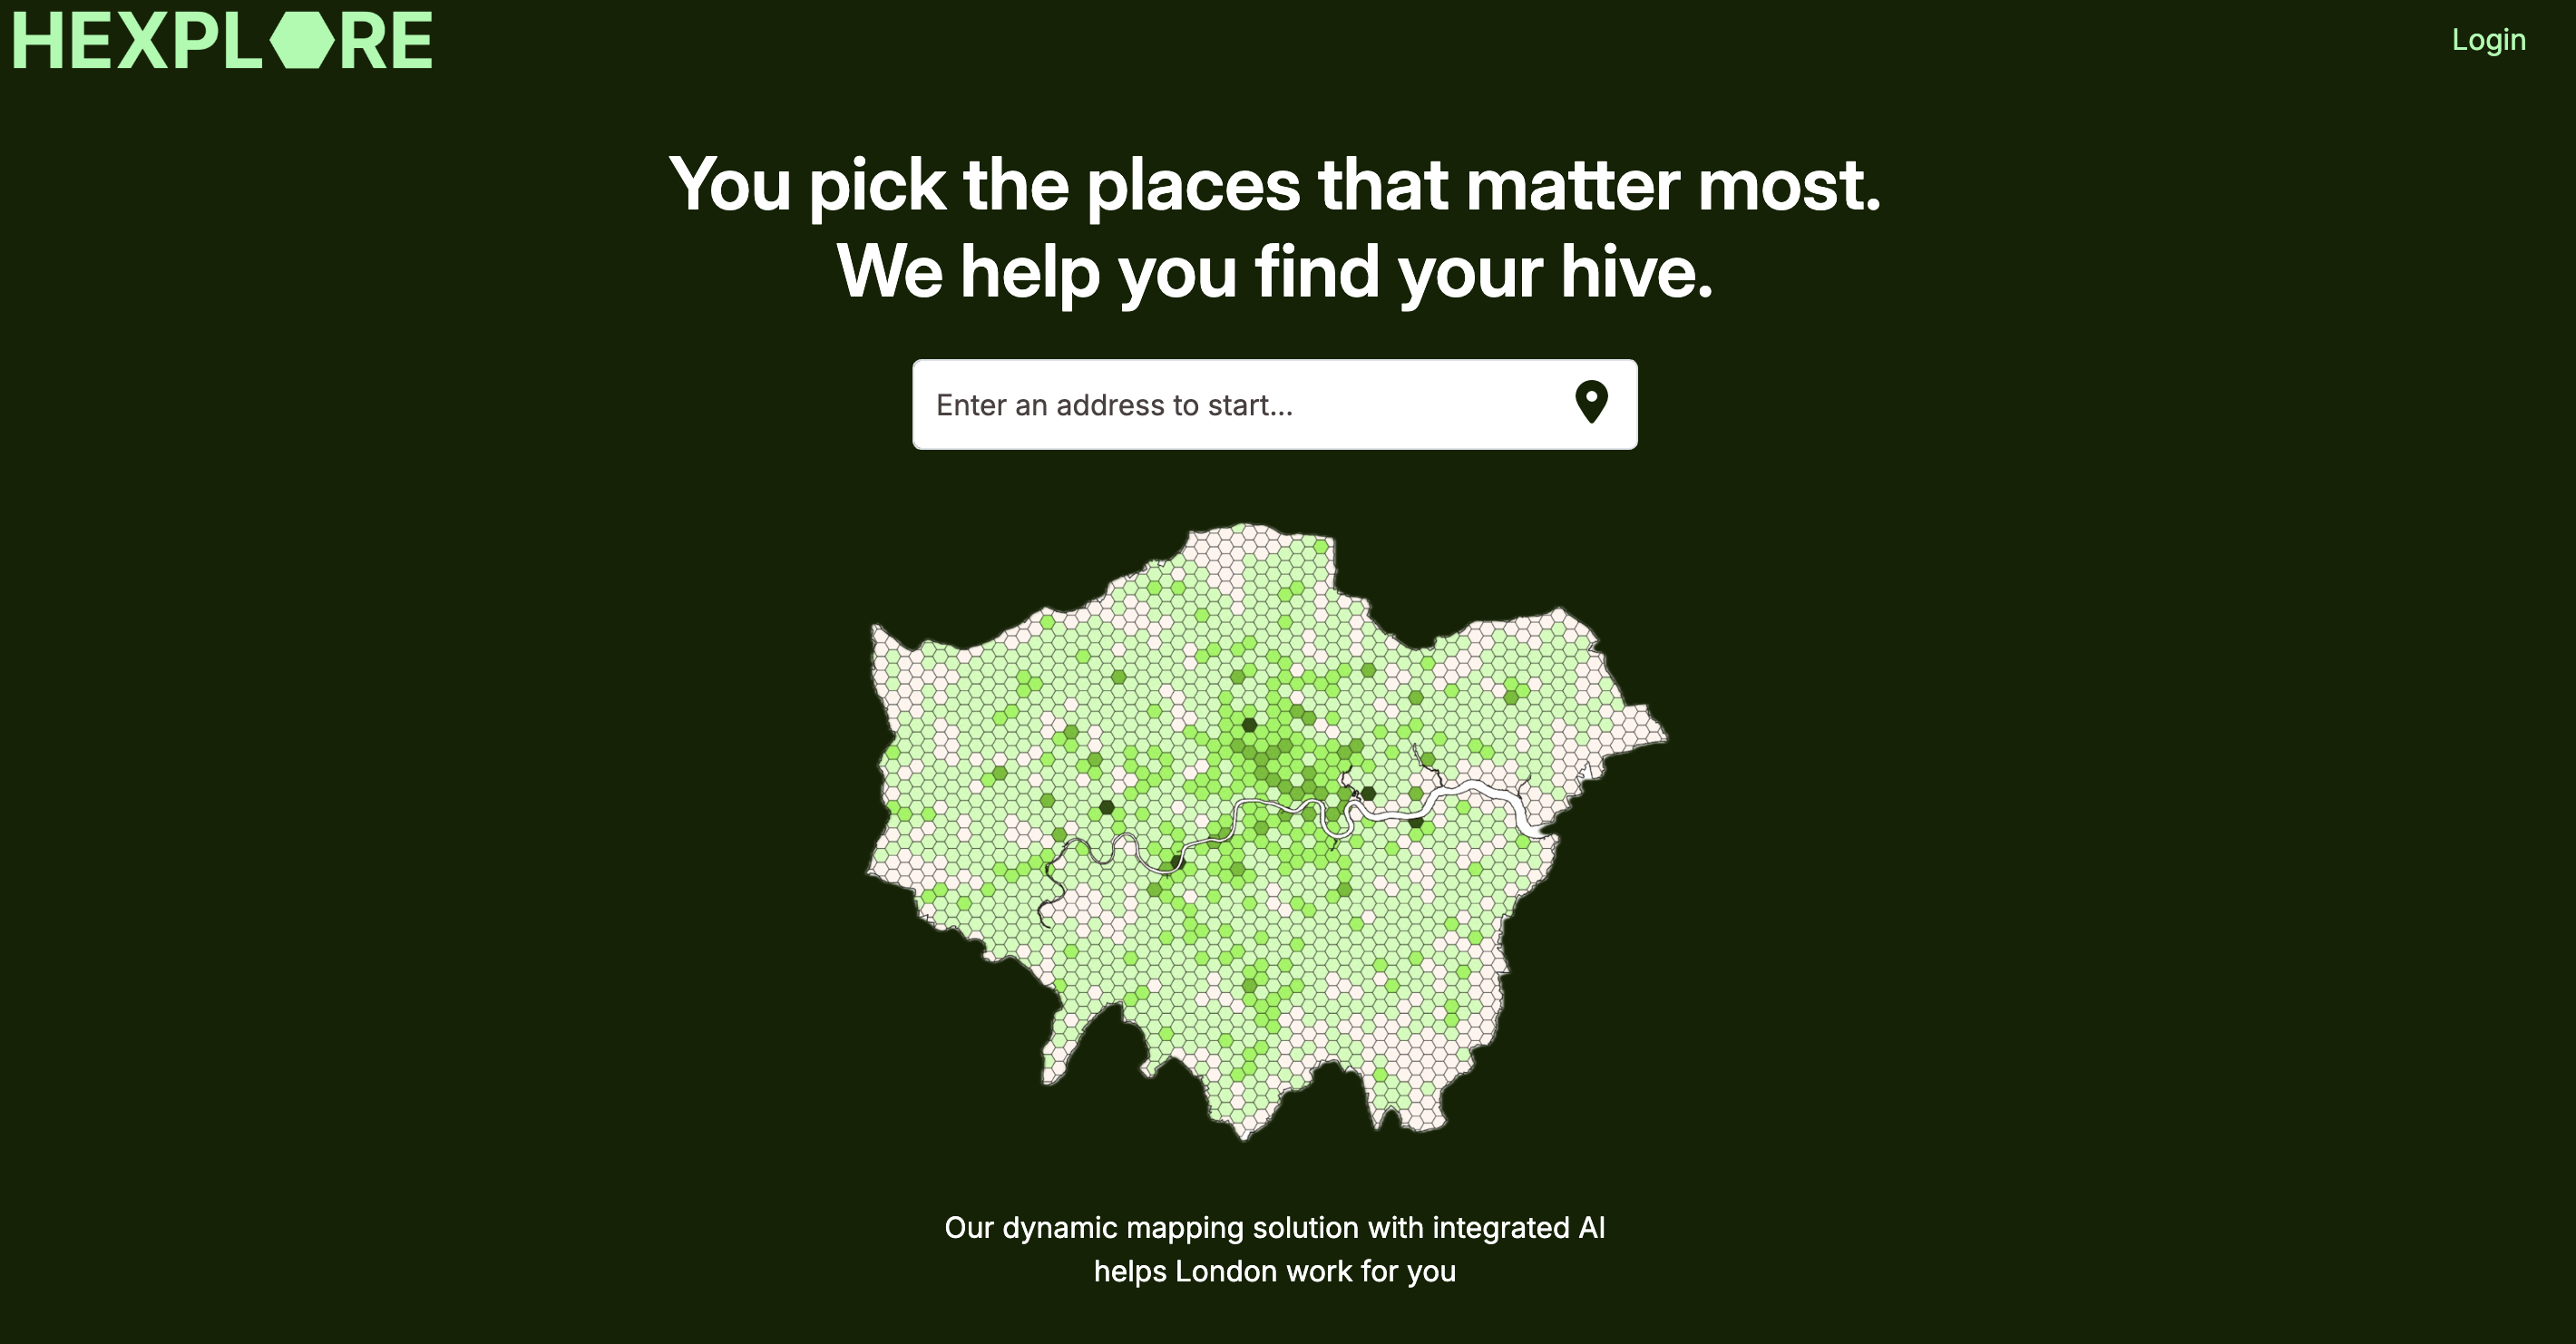 HEXPLORE
Login
You pick the places that matter most.
We help you find your hive.
Enter an address to start...
Our dynamic mapping solution with integrated AI
helps London work for you